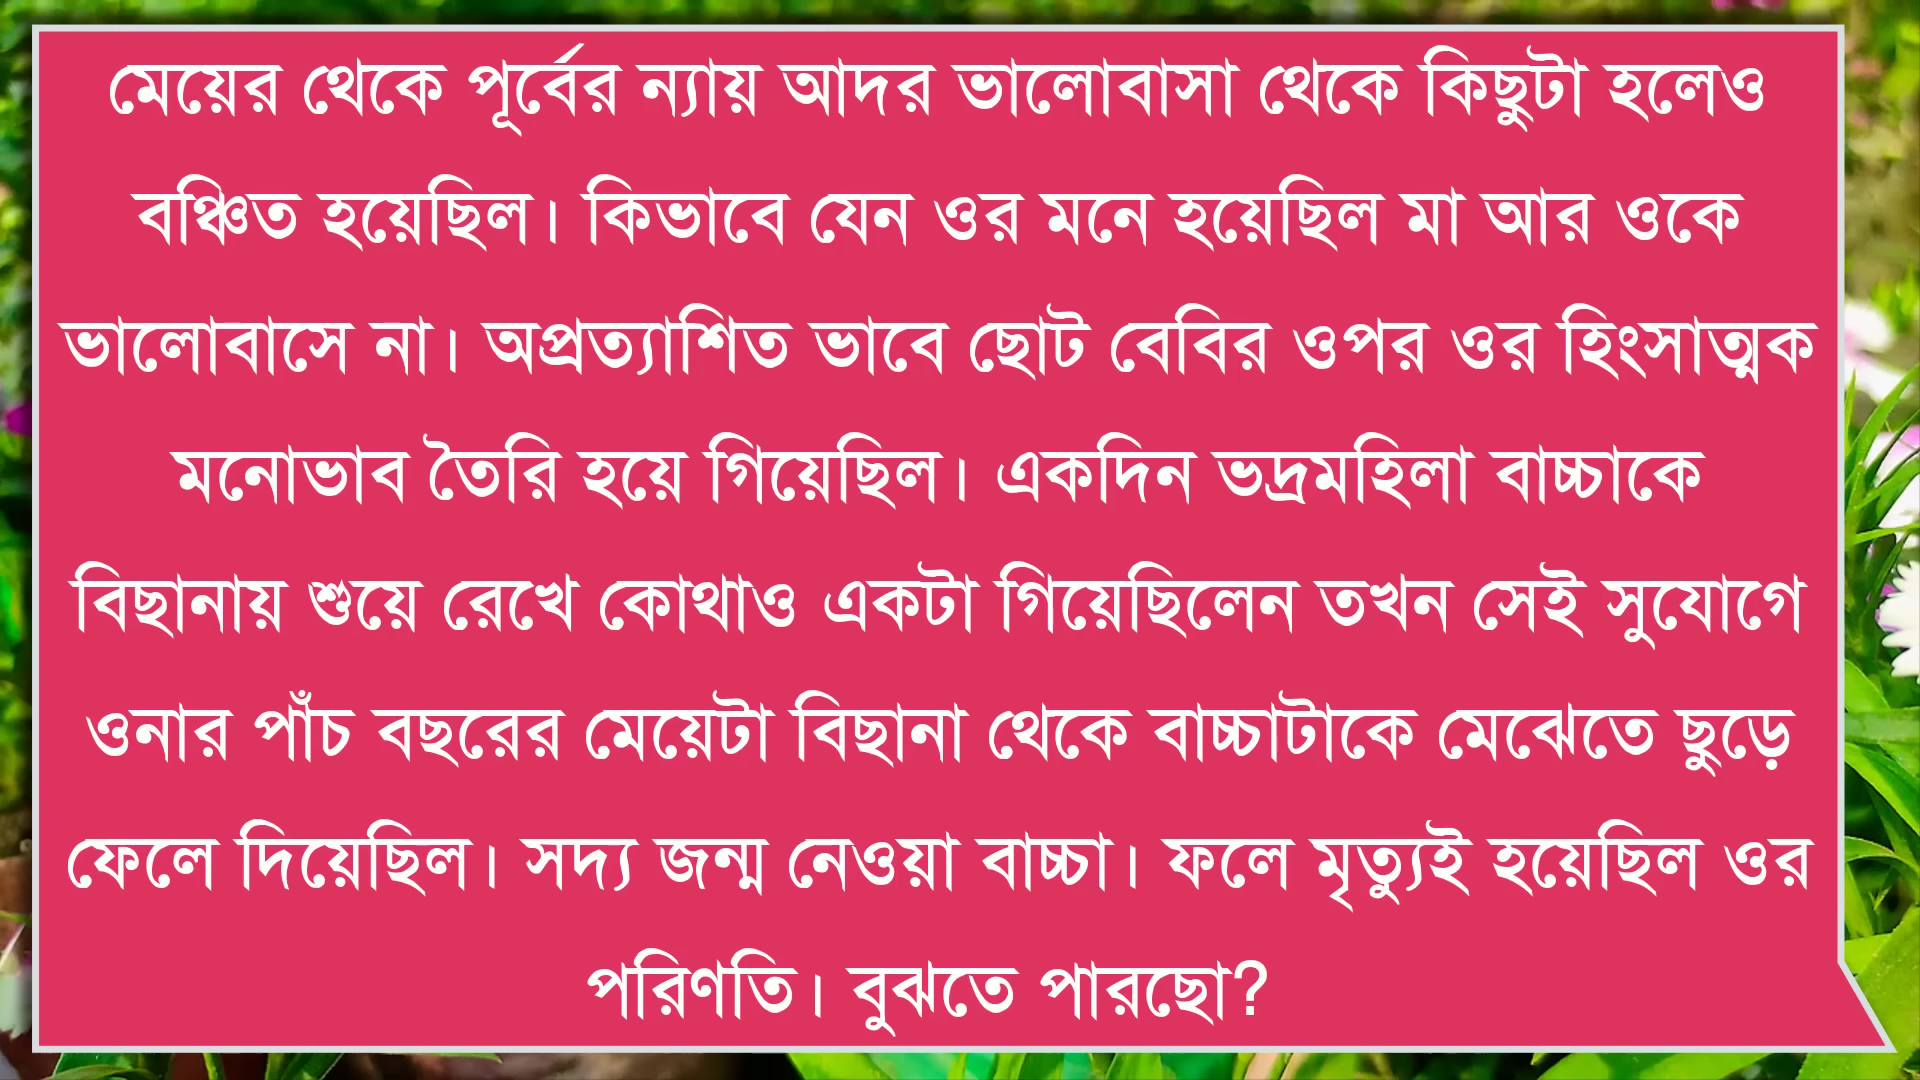 মেয়ের থেকে পূর্বের ন্যায় আদর ভালোবাসা থেকে কিছুটা হলেও
বঞ্চিত হয়েছিল। কিভাবে যেন ওর মনে হয়েছিল মা আর ওকে
ভালোবাসে না। অপ্রত্যাশিত ভাবে ছোট বেবির ওপর ওর হিংসাত্মক
মনোভাব তৈরি হয়ে গিয়েছিল। একদিন ভদ্রমহিলা বাচ্চাকে
বিছানায় শুয়ে রেখে কোথাও একটা গিয়েছিলেন তখন সেই সুযোগে
ওনার পাঁচ বছরের মেয়েটা বিছানা থেকে বাচ্চাটাকে মেঝেতে ছুড়ে
ফেলে দিয়েছিল। সদ্য জন্ম নেওয়া বাচ্চা। ফলে মৃত্যুই হয়েছিল ওর
পরিণতি। বুঝতে পারছো?